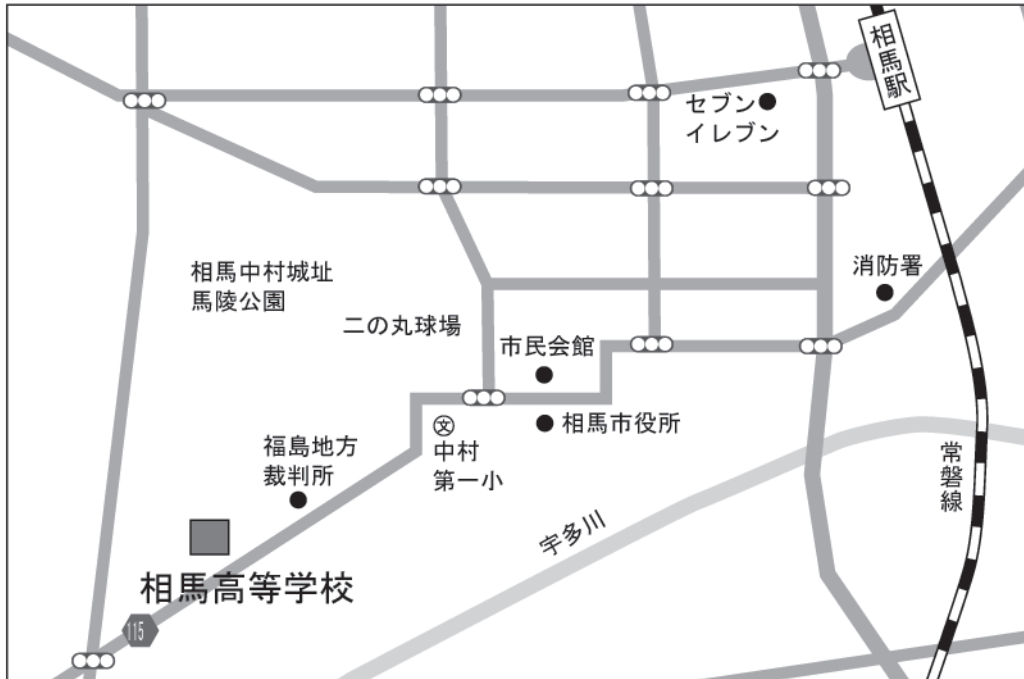 相馬駅
セブン
イレブン
相馬中村城址
馬陵公園
消防署
二の丸球場
市民会館
相馬市役所
文
中村
第一小
福島地方
裁判所
常磐線
宇多川
相馬高等学校
115